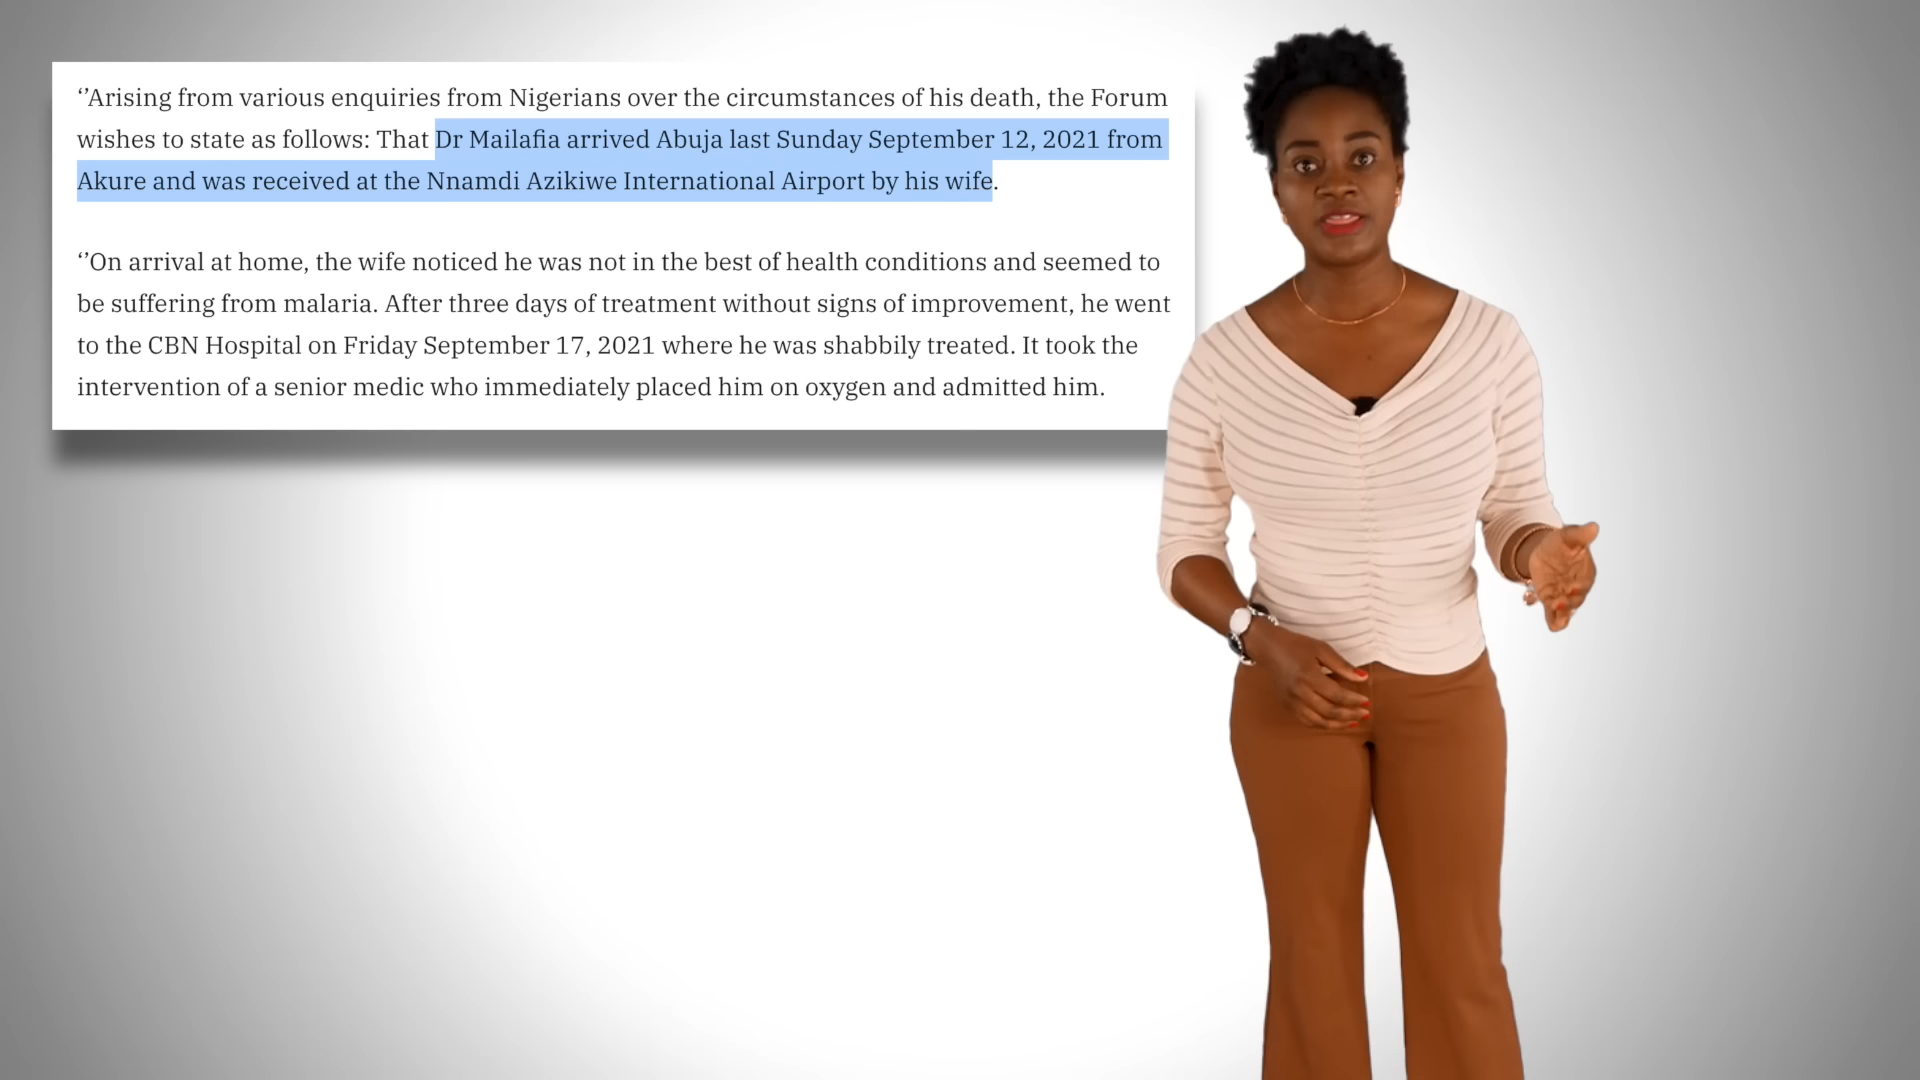 ‘’Arising from various enquiries from Nigerians over the circumstances of his death, the Forum
wishes to state as follows: That Dr Mailafia arrived Abuja last Sunday September 12, 2021 from
Akure and was received at the Nnamdi Azikiwe International Airport by his wife.
‘’On arrival at home, the wife noticed he was not in the best of health conditions and seemed to
be suffering from malaria. After three days of treatment without signs of improvement, he went
to the CBN Hospital on Friday September 17, 2021 where he was shabbily treated. It took the
intervention of a senior medic who immediately placed him on oxygen and admitted him.